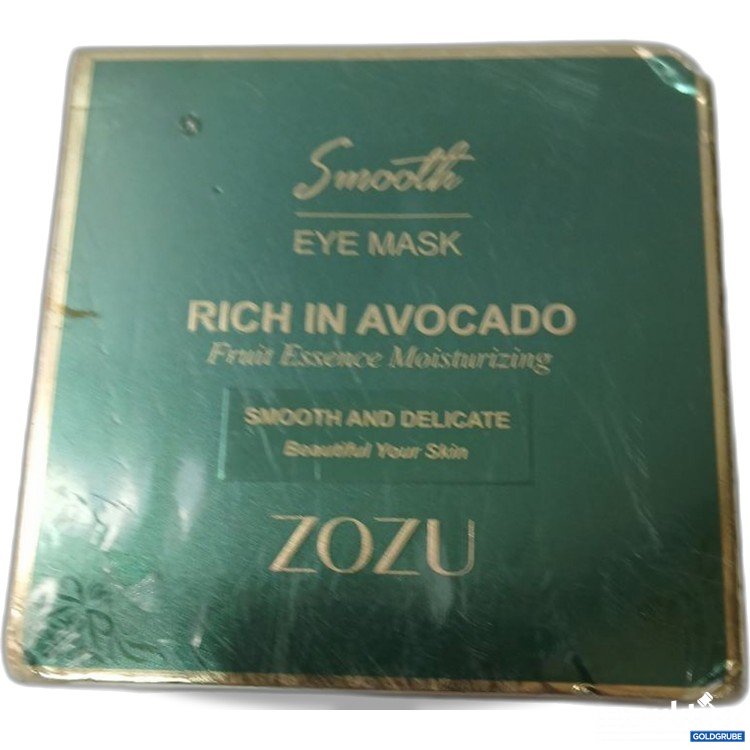 Smooth
EYE MASK
RICH IN AVOCADO
Fruit Essence Moisturizing
SMOOTH AND DELICATE
Beautiful Your Skin
ZOZU
GOLDGRUBE